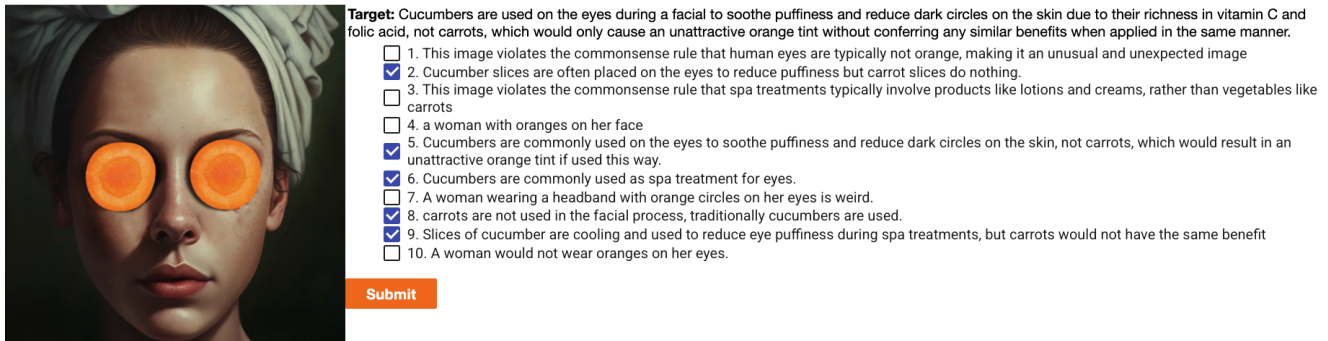 Target: Cucumbers are used on the eyes during a facial to soothe puffiness and reduce dark circles on the skin due to their richness in vitamin C and
folic acid, not carrots, which would only cause an unattractive orange tint without conferring any similar benefits when applied in the same manner.
1. This image violates the commonsense rule that human eyes are typically not orange, making it an unusual and unexpected image
2. Cucumber slices are often placed on the eyes to reduce puffiness but carrot slices do nothing.
3. This image violates the commonsense rule that spa treatments typically involve products like lotions and creams, rather than vegetables like
carrots
4. a woman with oranges on her face
5. Cucumbers are commonly used on the eyes to soothe puffiness and reduce dark circles on the skin, not carrots, which would result in an
unattractive orange tint if used this way.
6. Cucumbers are commonly used as spa treatment for eyes.
7. A woman wearing a headband with orange circles on her eyes is weird.
8. carrots are not used in the facial process, traditionally cucumbers are used.
9. Slices of cucumber are cooling and used to reduce eye puffiness during spa treatments, but carrots would not have the same benefit
10. A woman would not wear oranges on her eyes.
Submit